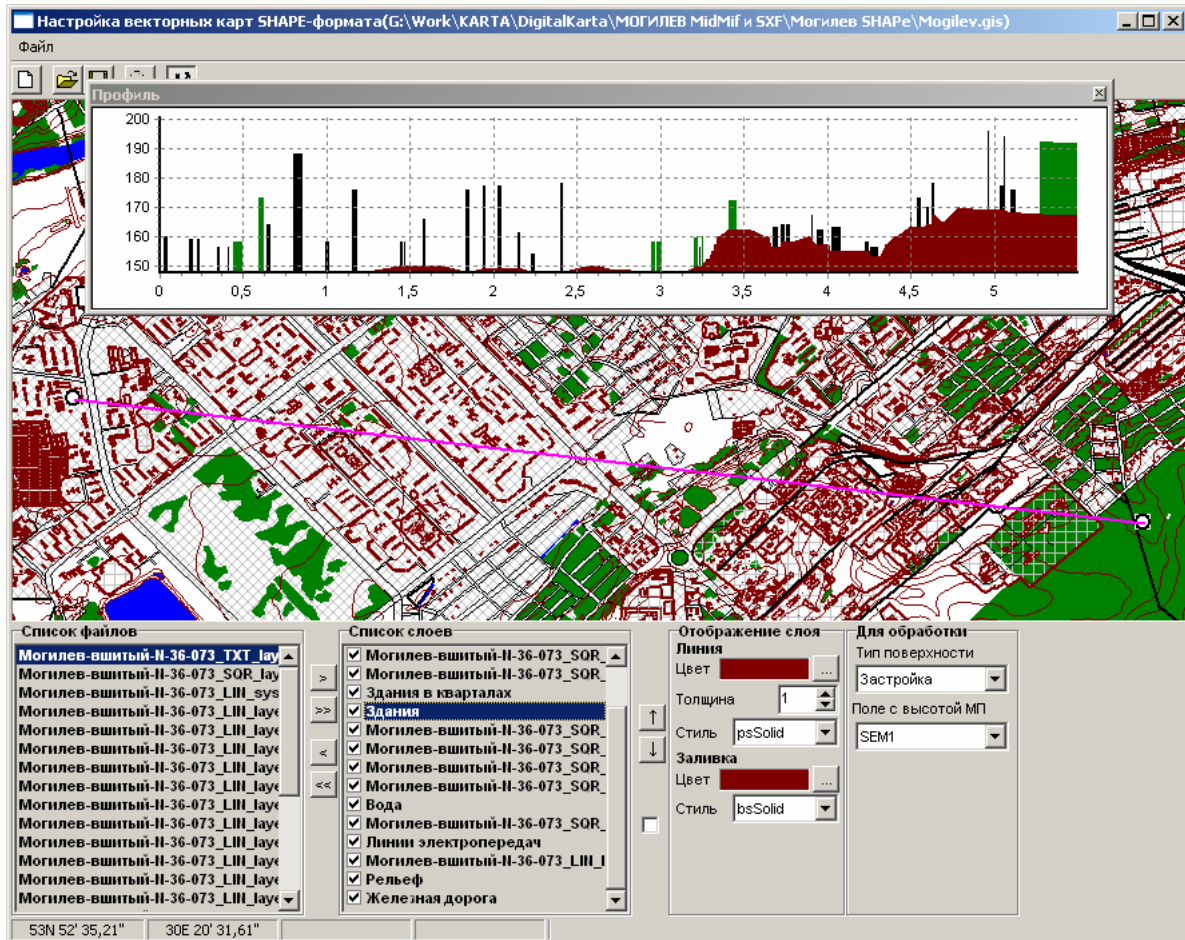 Настройка векторных карт SHAPE-формата(G:\Work\KARTA\DigitalKarta\МОГИЛЕВ MidMif и SXF\Могилев SHAPe\Mogilev.gis)
Файл
Профиль
200
190
180
170
160
150
0 0,5 1 1,5 2 2,5 3 3,5 4 4,5 5
Список файлов
Могилев-вшитый-N-36-073_TXT_lay
Могилев-вшитый-N-36-073_SQR_lay
Могилев-вшитый-N-36-073_LIN_sys
Могилев-вшитый-N-36-073_LIN_laye
Могилев-вшитый-N-36-073_LIN_laye
Могилев-вшитый-N-36-073_LIN_laye
Могилев-вшитый-N-36-073_LIN_laye
Могилев-вшитый-N-36-073_LIN_laye
Могилев-вшитый-N-36-073_LIN_laye
Могилев-вшитый-N-36-073_LIN_laye
Могилев-вшитый-N-36-073_LIN_laye
Могилев-вшитый-N-36-073_LIN_laye
Могилев-вшитый-N-36-073_LIN_laye
Могилев-вшитый-N-36-073_LIN_laye
>
>>
<
<<
Список слоев
Могилев-вшитый-N-36-073_SQR_
Могилев-вшитый-N-36-073_SQR_
Здания в кварталах
Здания
Могилев-вшитый-N-36-073_SQR_
Могилев-вшитый-N-36-073_SQR_
Могилев-вшитый-N-36-073_SQR_
Могилев-вшитый-N-36-073_SQR_
Вода
Могилев-вшитый-N-36-073_SQR_
Линии электропередач
Могилев-вшитый-N-36-073_LIN_l
Рельеф
Железная дорога
↑
↓
Отображение слоя
Линия
Цвет ...
Толщина 1
Стиль psSolid
Заливка
Цвет ...
Стиль bsSolid
Для обработки
Тип поверхности
Застройка
Поле с высотой МП
SEM1
53N 52' 35,21" 30E 20' 31,61"